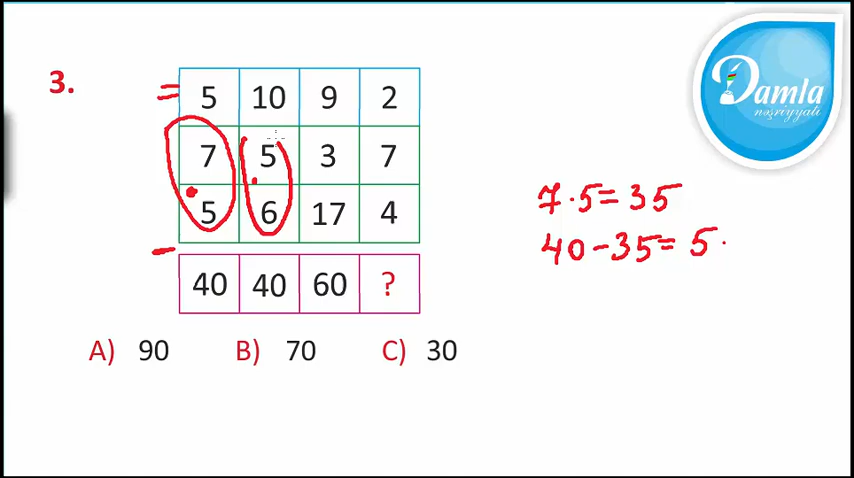 3.
= 5 10 9 2
7 5 3 7
5 6 17 4
- 40 40 60 ?
A) 90 B) 70 C) 30
7·5=35
40-35=5·
Damla
nəşriyyatı